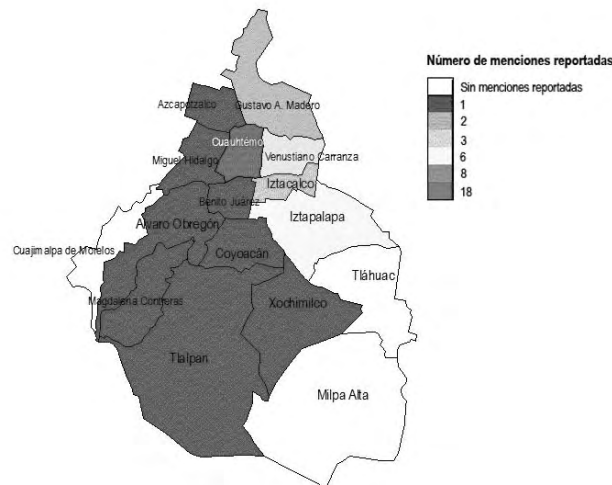 Número de menciones reportadas
Sin menciones reportadas
1
2
3
6
8
18
Azcapotzalco
Gustavo A. Madero
Cuauhtémoc
Miguel Hidalgo
Venustiano Carranza
Iztacalco
Benito Juárez
Iztapalapa
Alvaro Obregón
Cuajimalpa de Morelos
Coyoacán
Tláhuac
Magdalena Contreras
Xochimilco
Tlalpan
Milpa Alta